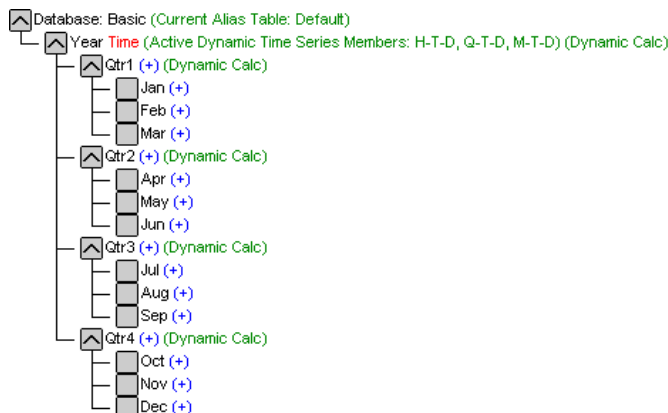 Database: Basic (Current Alias Table: Default)
Year Time (Active Dynamic Time Series Members: H-T-D, Q-T-D, M-T-D) (Dynamic Calc)
Qtr1 (+) (Dynamic Calc)
Jan (+)
Feb (+)
Mar (+)
Qtr2 (+) (Dynamic Calc)
Apr (+)
May (+)
Jun (+)
Qtr3 (+) (Dynamic Calc)
Jul (+)
Aug (+)
Sep (+)
Qtr4 (+) (Dynamic Calc)
Oct (+)
Nov (+)
Dec (+)